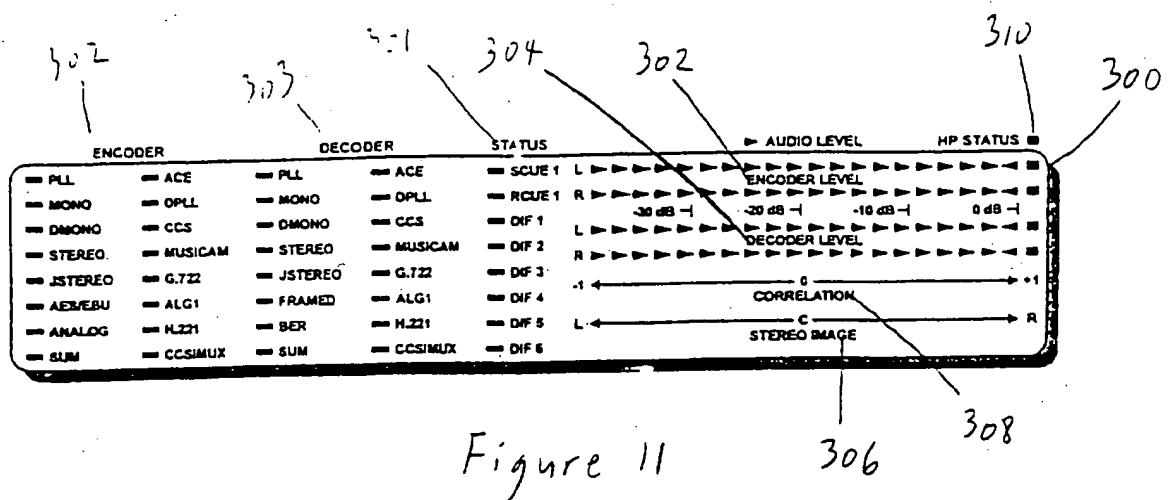 302 303 304 302 310 300
ENCODER DECODER STATUS ► AUDIO LEVEL HP STATUS
PLL ACE PLL ACE SCUE 1 L
ENCODER LEVEL
MONO DPLL MONO DPLL RCUE 1 R
-30 dB -20 dB -10 dB 0 dB
DMONO CCS DMONO CCS DIF 1 L
DECODER LEVEL
STEREO MUSICAM STEREO MUSICAM DIF 2 R
JSTEREO G.722 JSTEREO G.722 DIF 3 -1 0 +1
CORRELATION
AES/EBU ALG1 FRAMED ALG1 DIF 4
ANALOG H.221 BER H.221 DIF 5 L C R
STEREO IMAGE
SUM CCSIMUX SUM CCSIMUX DIF 6
308
306
Figure 11